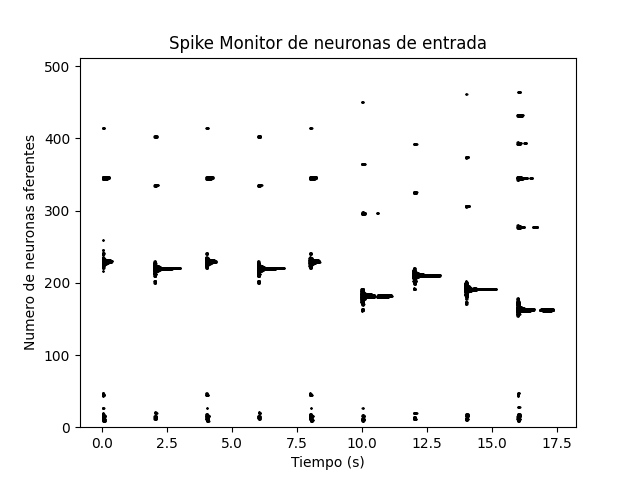 Spike Monitor de neuronas de entrada
500
400
300
200
100
0
Numero de neuronas aferentes
0.0 2.5 5.0 7.5 10.0 12.5 15.0 17.5
Tiempo (s)